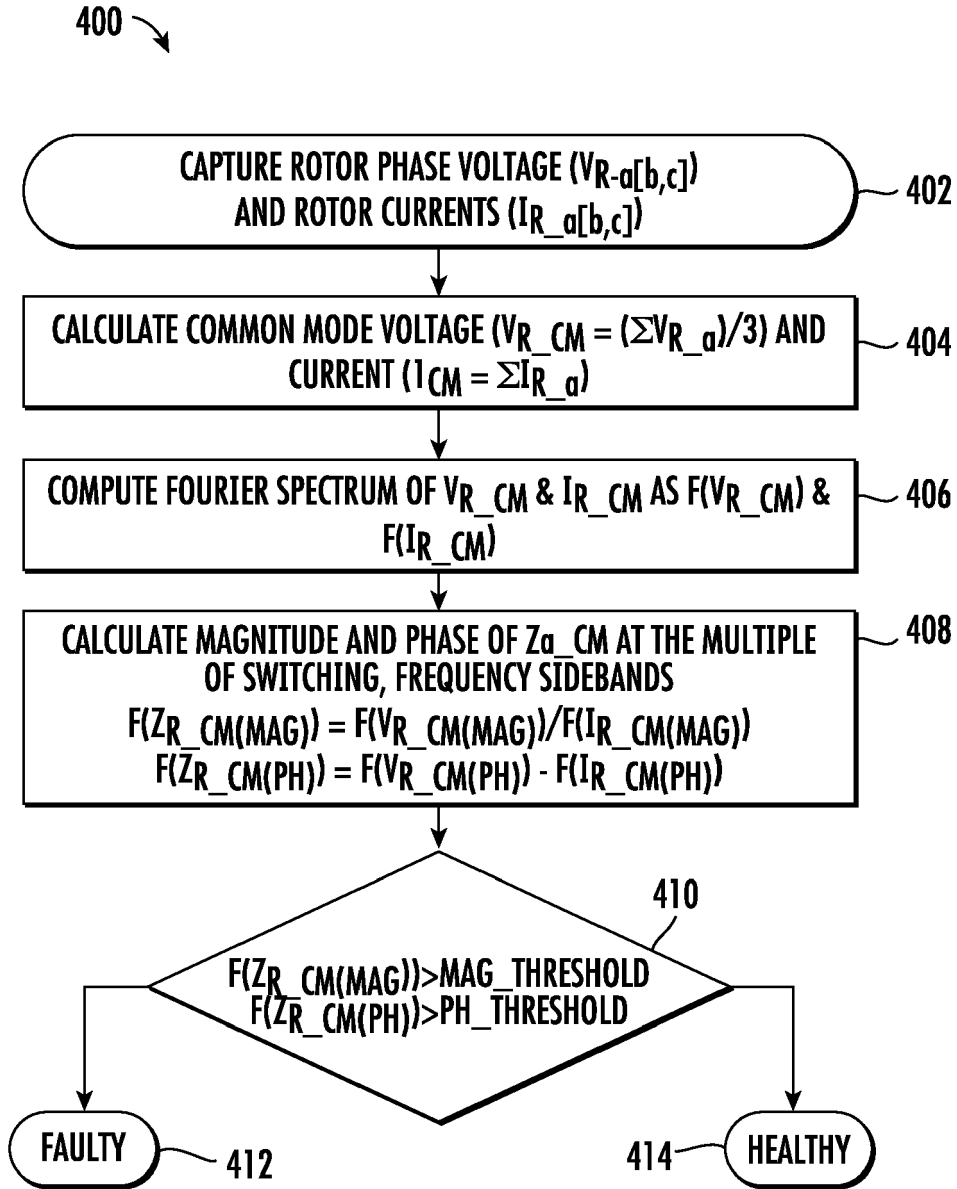 400
CAPTURE ROTOR PHASE VOLTAGE (VR-a[b,c])
AND ROTOR CURRENTS (IR_a[b,c])
402
CALCULATE COMMON MODE VOLTAGE (VR_CM = (ΣVR_a)/3) AND
CURRENT (1CM = ΣIR_a)
404
COMPUTE FOURIER SPECTRUM OF VR_CM & IR_CM AS F(VR_CM) &
F(IR_CM)
406
CALCULATE MAGNITUDE AND PHASE OF Za_CM AT THE MULTIPLE
OF SWITCHING, FREQUENCY SIDEBANDS
F(ZR_CM(MAG)) = F(VR_CM(MAG))/F(IR_CM(MAG))
F(ZR_CM(PH)) = F(VR_CM(PH)) - F(IR_CM(PH))
408
410
F(ZR_CM(MAG))>MAG_THRESHOLD
F(ZR_CM(PH))>PH_THRESHOLD
FAULTY
412
414
HEALTHY